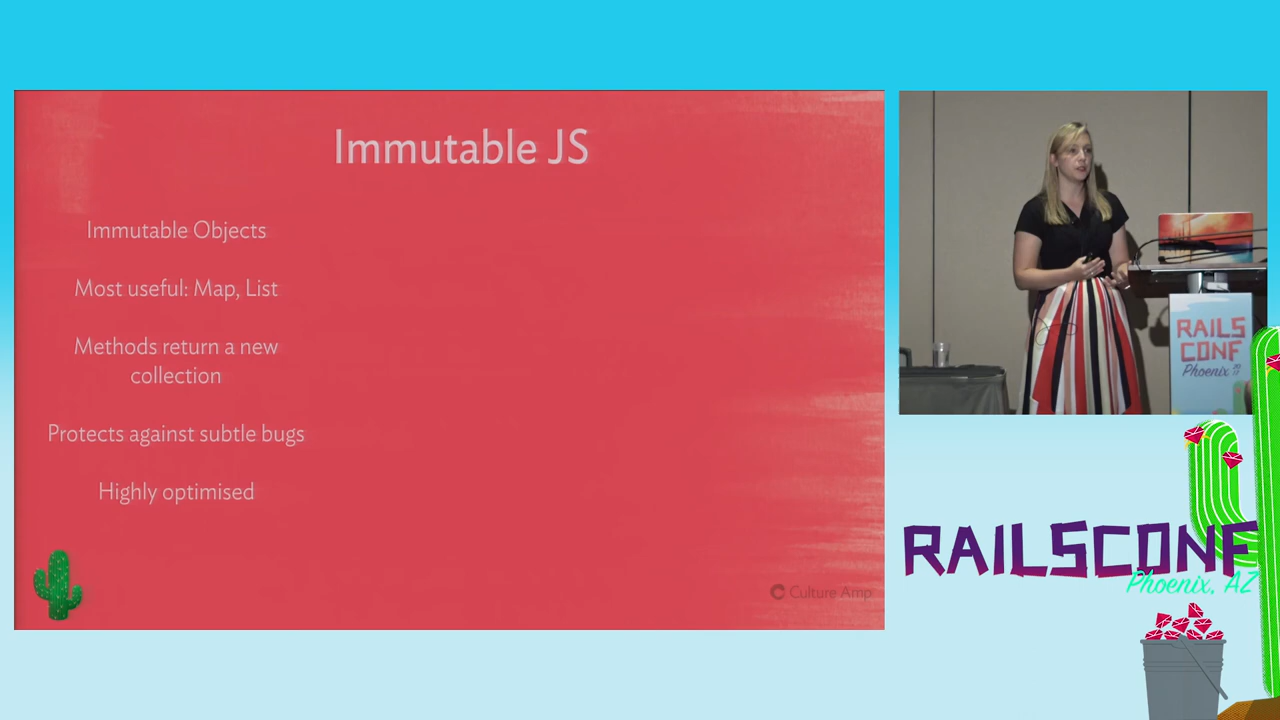 Immutable JS
Immutable Objects
Most useful: Map, List
Methods return a new
collection
Protects against subtle bugs
Highly optimised
Culture Amp
RAILS
CONF
Phoenix 2017
RAILSCONF
Phoenix, AZ